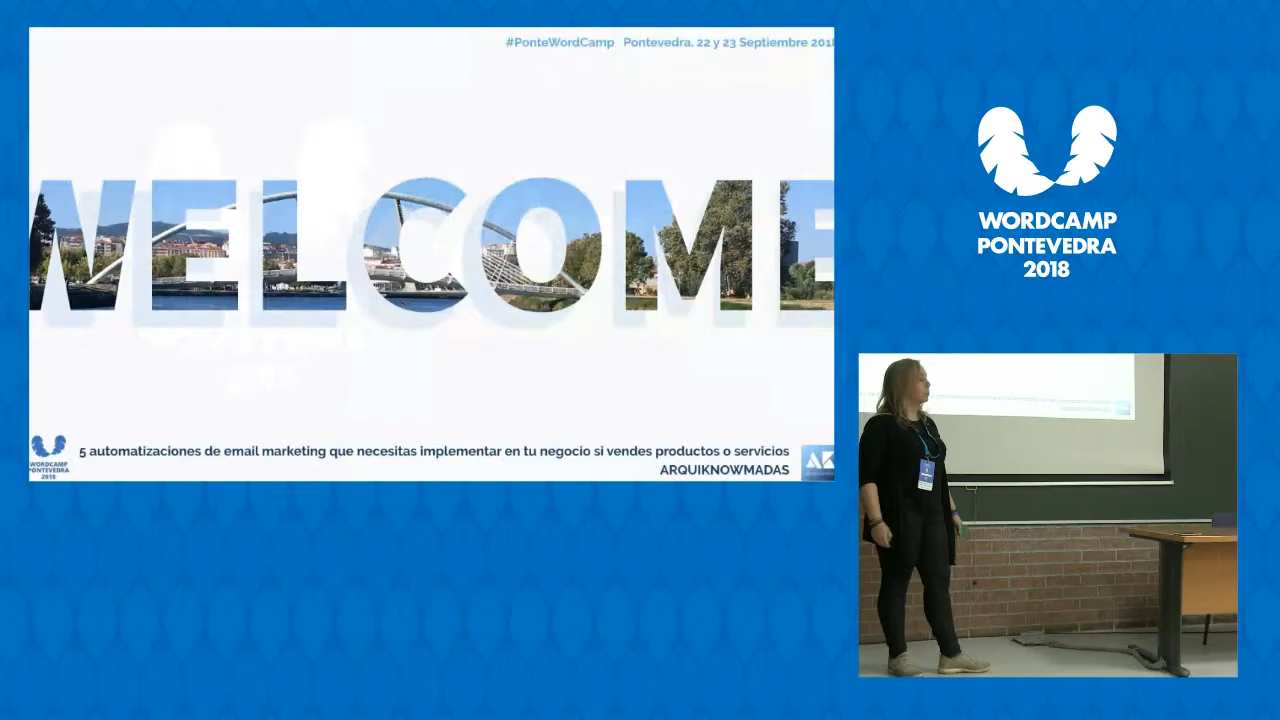 #PonteWordCamp Pontevedra. 22 y 23 Septiembre 2018
WELCOME
WORDCAMP
PONTEVEDRA
2018
5 automatizaciones de email marketing que necesitas implementar en tu negocio si vendes productos o servicios
ARQUIKNOWMADAS
AK
WORDCAMP
PONTEVEDRA
2018